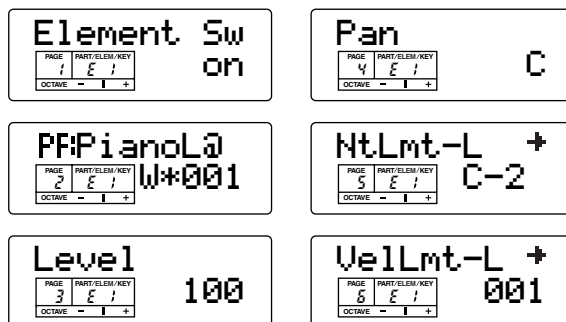 Element Sw
PAGE PART/ELEM/KEY
1 E 1 on
OCTAVE − +
PF:PianoL@
PAGE PART/ELEM/KEY
2 E 1 W*001
OCTAVE − +
Level
PAGE PART/ELEM/KEY
3 E 1 100
OCTAVE − +
Pan
PAGE PART/ELEM/KEY
4 E 1 C
OCTAVE − +
NtLmt-L
PAGE PART/ELEM/KEY
5 E 1 C-2
OCTAVE − +
VelLmt-L
PAGE PART/ELEM/KEY
6 E 1 001
OCTAVE − +